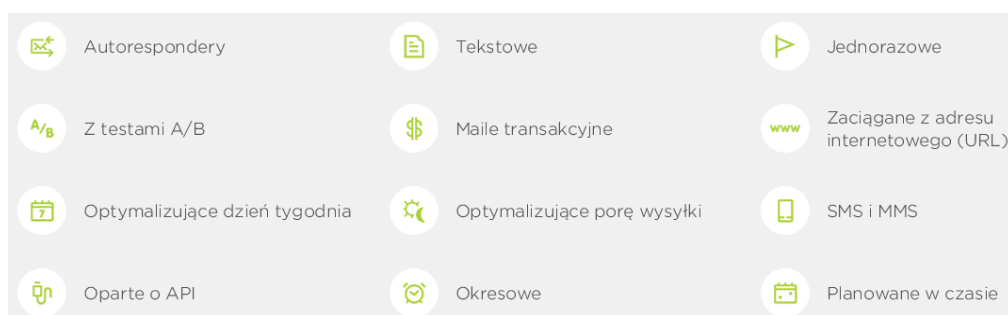 Autorespondery
Tekstowe
Jednorazowe
A/B
Z testami A/B
Maile transakcyjne
www
Zaciągane z adresu
internetowego (URL)
7
Optymalizujące dzień tygodnia
Optymalizujące porę wysyłki
SMS i MMS
Oparte o API
Okresowe
Planowane w czasie